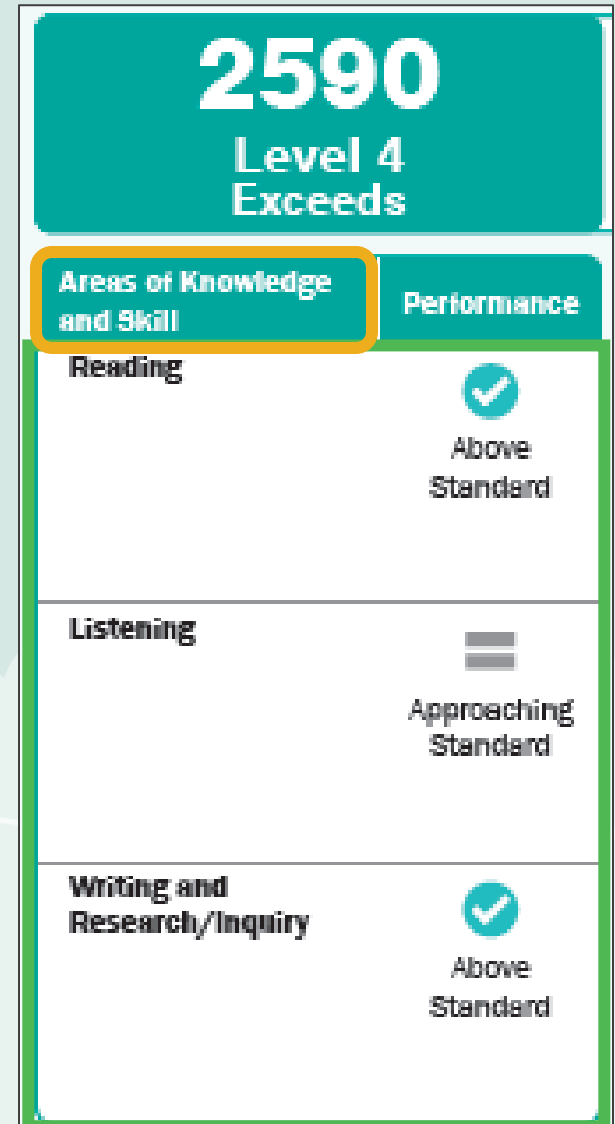 2590
Level 4
Exceeds
Areas of Knowledge
and Skill
Performance
Reading
Above
Standard
Listening
Approaching
Standard
Writing and
Research/Inquiry
Above
Standard